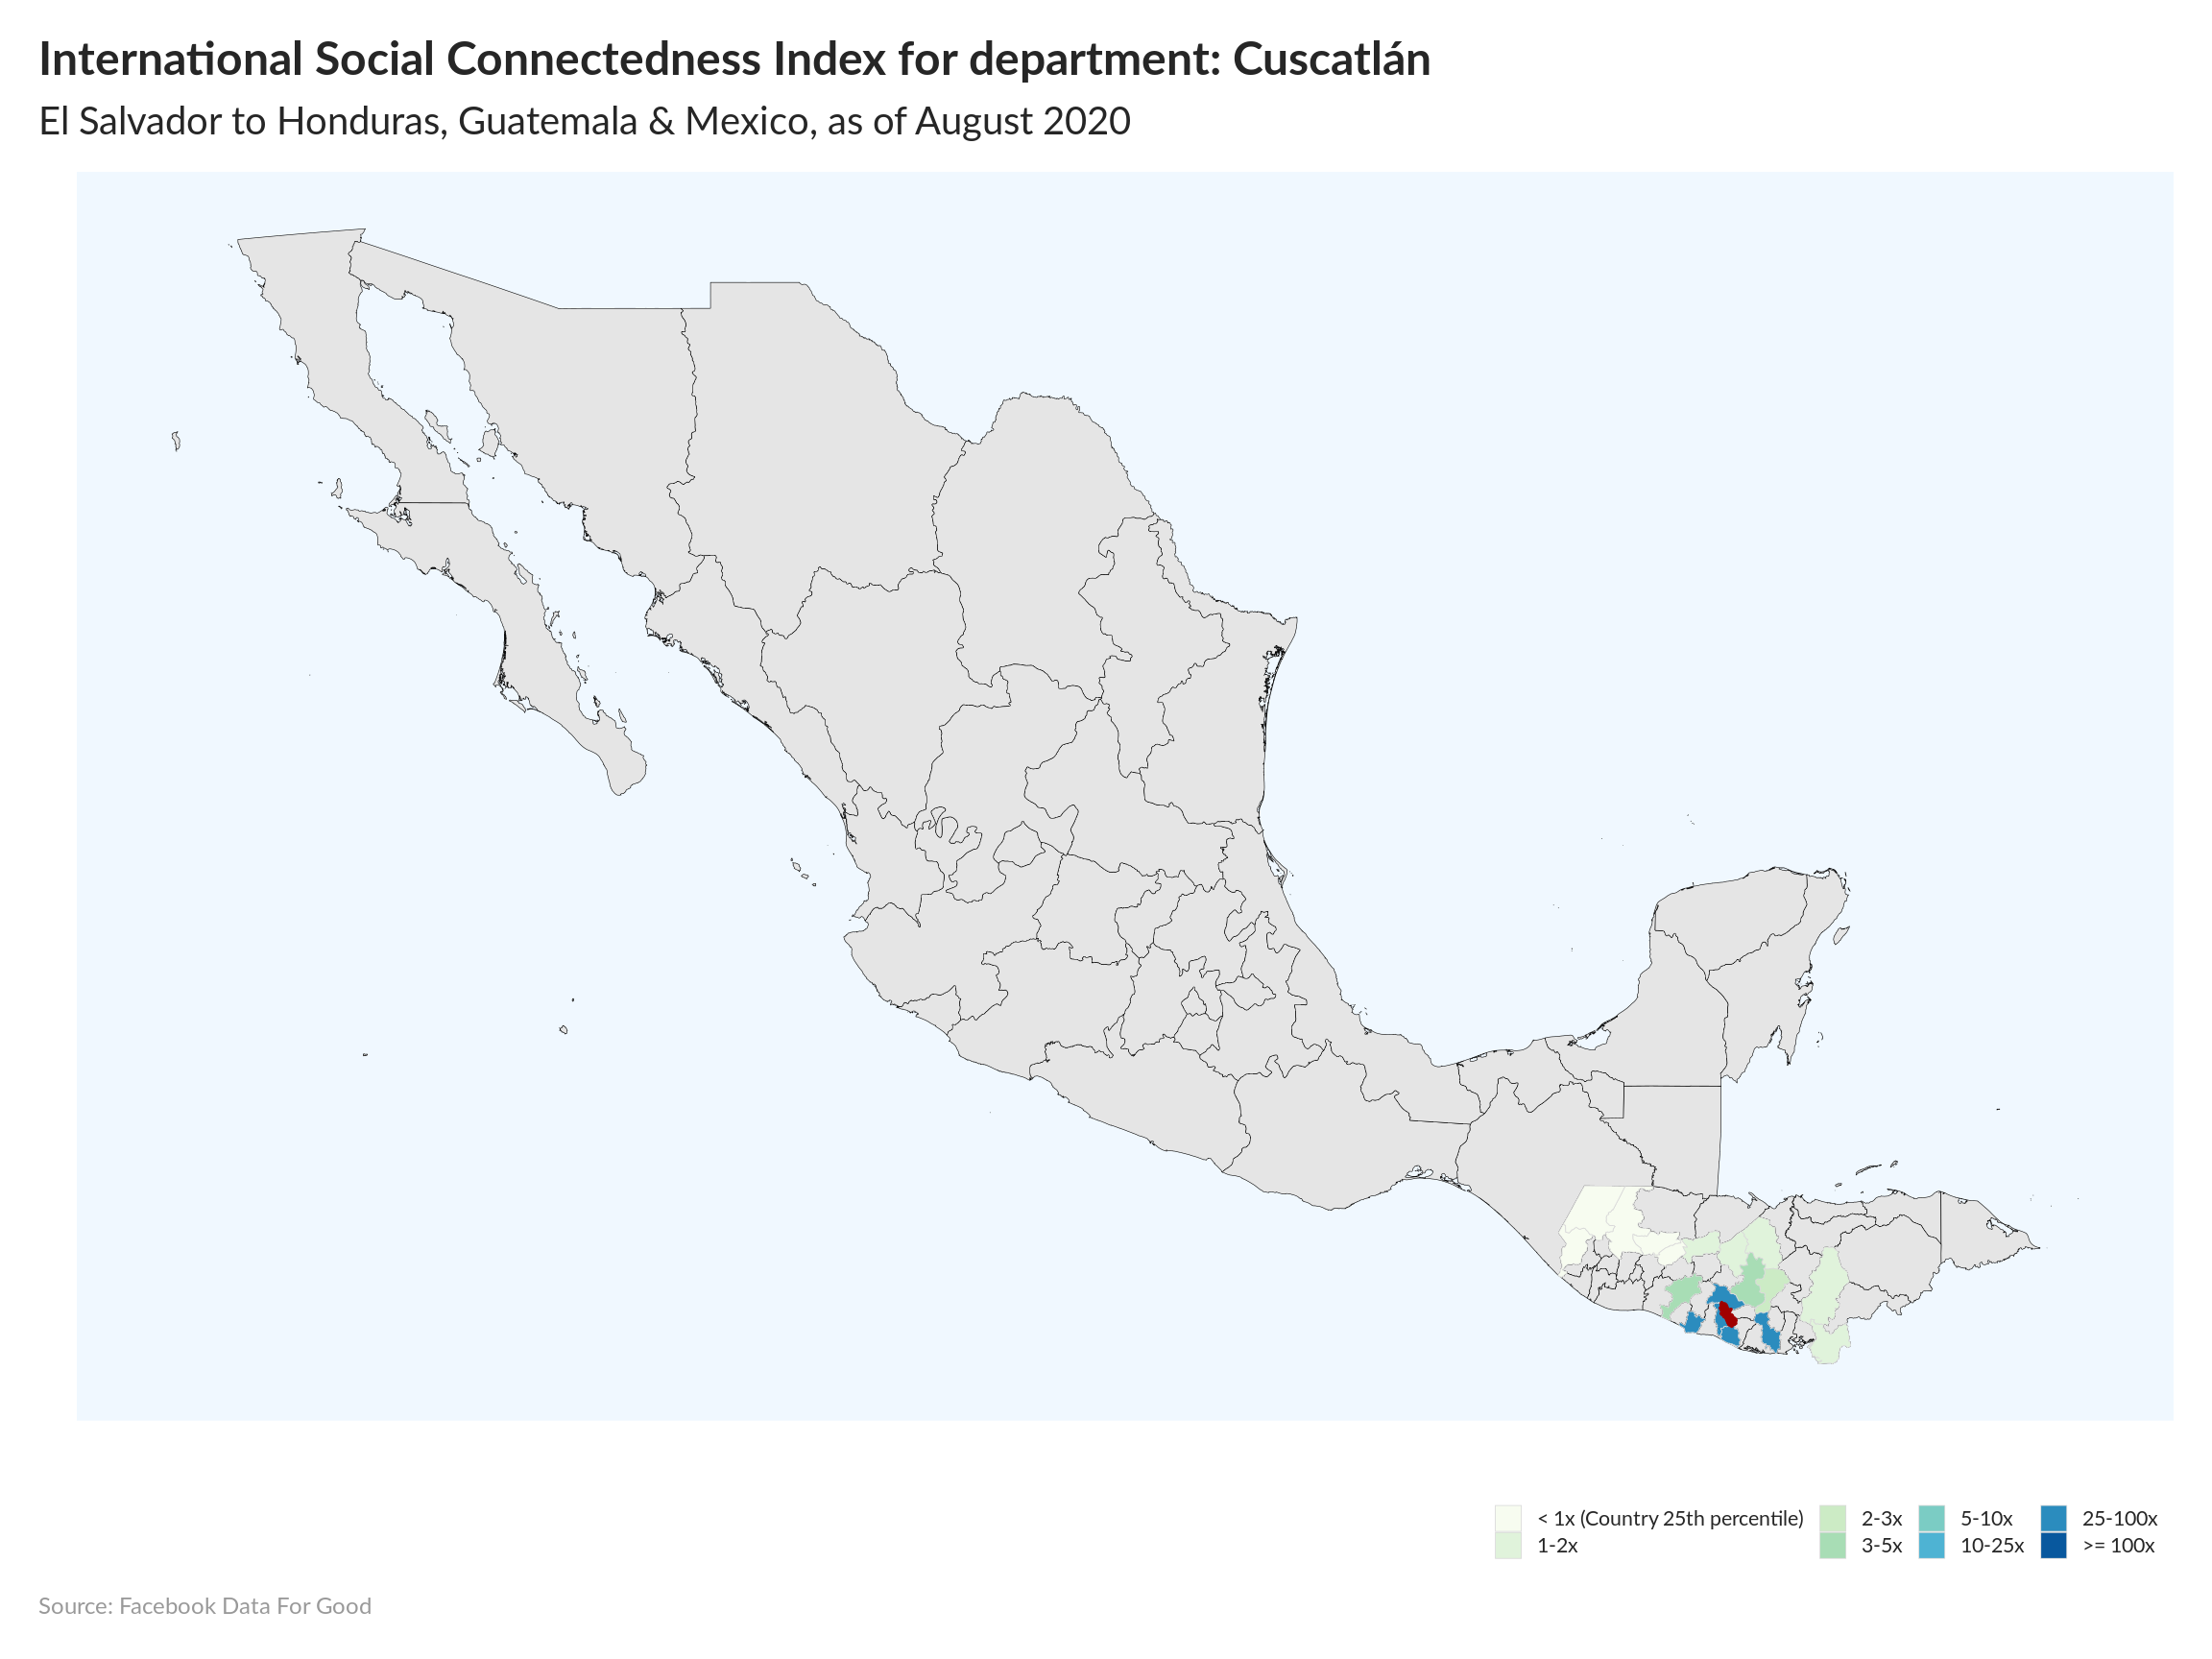 International Social Connectedness Index for department: Cuscatlán
El Salvador to Honduras, Guatemala & Mexico, as of August 2020
< 1x (Country 25th percentile)
1-2x
2-3x
3-5x
5-10x
10-25x
25-100x
>= 100x
Source: Facebook Data For Good